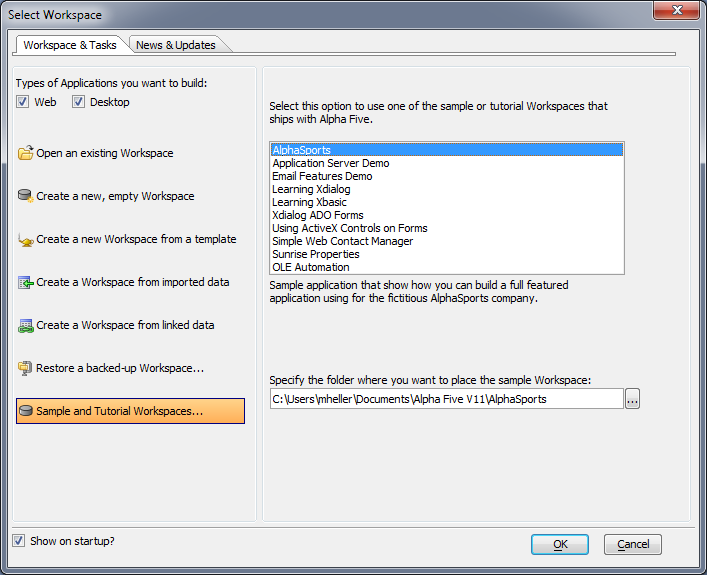 Select Workspace
Workspace & Tasks
News & Updates
Types of Applications you want to build:
Web
Desktop
Open an existing Workspace
Create a new, empty Workspace
Create a new Workspace from a template
Create a Workspace from imported data
Create a Workspace from linked data
Restore a backed-up Workspace...
Sample and Tutorial Workspaces...
Select this option to use one of the sample or tutorial Workspaces that
ships with Alpha Five.
AlphaSports
Application Server Demo
Email Features Demo
Learning Xdialog
Learning Xbasic
Xdialog ADO Forms
Using ActiveX Controls on Forms
Simple Web Contact Manager
Sunrise Properties
OLE Automation
Sample application that show how you can build a full featured
application using for the fictitious AlphaSports company.
Specify the folder where you want to place the sample Workspace:
C:\Users\mheller\Documents\Alpha Five V11\AlphaSports
...
Show on startup?
OK
Cancel